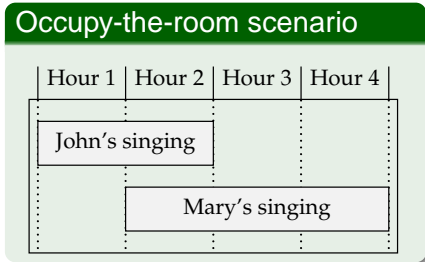 Occupy-the-room scenario
Hour 1 Hour 2 Hour 3 Hour 4
John's singing
Mary's singing